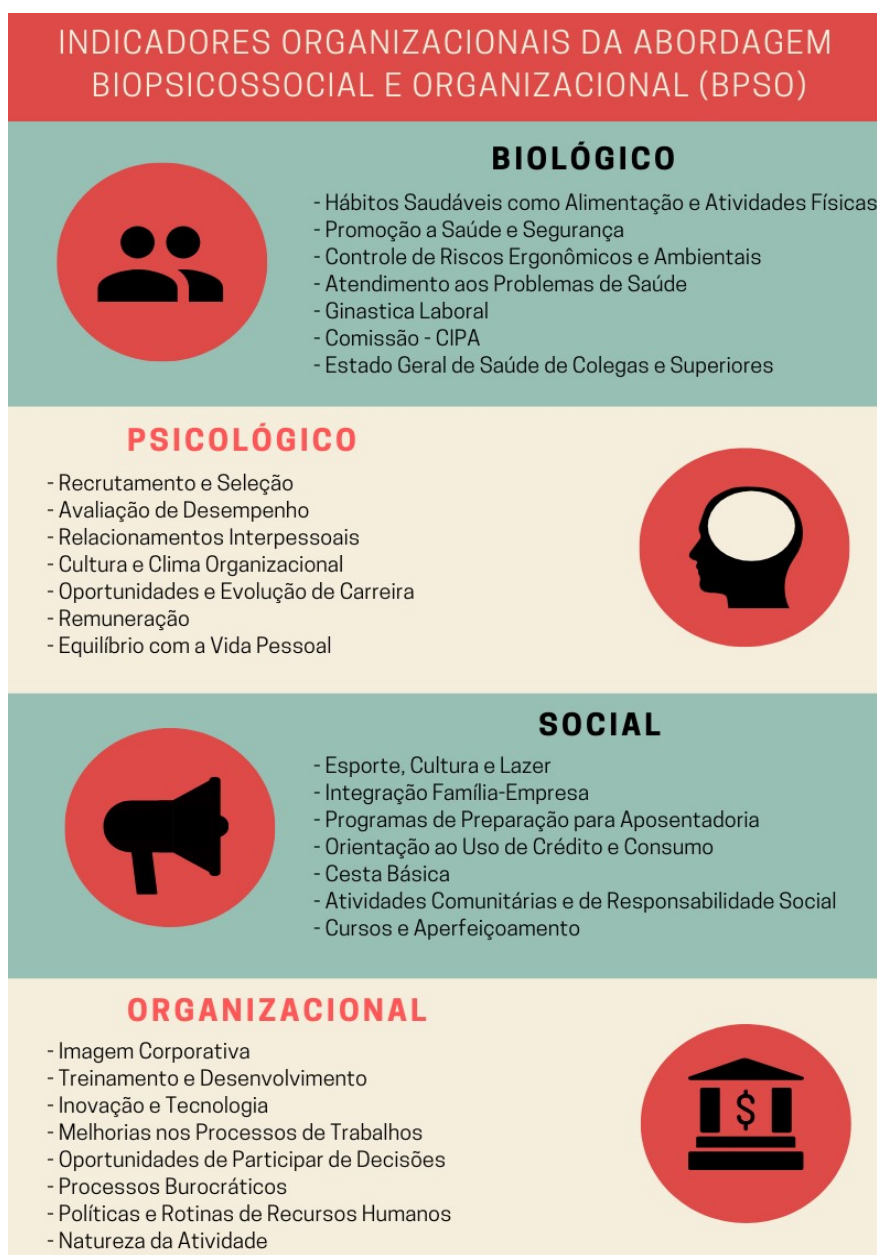 INDICADORES ORGANIZACIONAIS DA ABORDAGEM
BIOPSICOSSOCIAL E ORGANIZACIONAL (BPSO)
BIOLÓGICO
- Hábitos Saudáveis como Alimentação e Atividades Físicas
- Promoção a Saúde e Segurança
- Controle de Riscos Ergonômicos e Ambientais
- Atendimento aos Problemas de Saúde
- Ginastica Laboral
- Comissão - CIPA
- Estado Geral de Saúde de Colegas e Superiores
PSICOLÓGICO
- Recrutamento e Seleção
- Avaliação de Desempenho
- Relacionamentos Interpessoais
- Cultura e Clima Organizacional
- Oportunidades e Evolução de Carreira
- Remuneração
- Equilíbrio com a Vida Pessoal
SOCIAL
- Esporte, Cultura e Lazer
- Integração Família-Empresa
- Programas de Preparação para Aposentadoria
- Orientação ao Uso de Crédito e Consumo
- Cesta Básica
- Atividades Comunitárias e de Responsabilidade Social
- Cursos e Aperfeiçoamento
ORGANIZACIONAL
- Imagem Corporativa
- Treinamento e Desenvolvimento
- Inovação e Tecnologia
- Melhorias nos Processos de Trabalhos
- Oportunidades de Participar de Decisões
- Processos Burocráticos
- Políticas e Rotinas de Recursos Humanos
- Natureza da Atividade
$